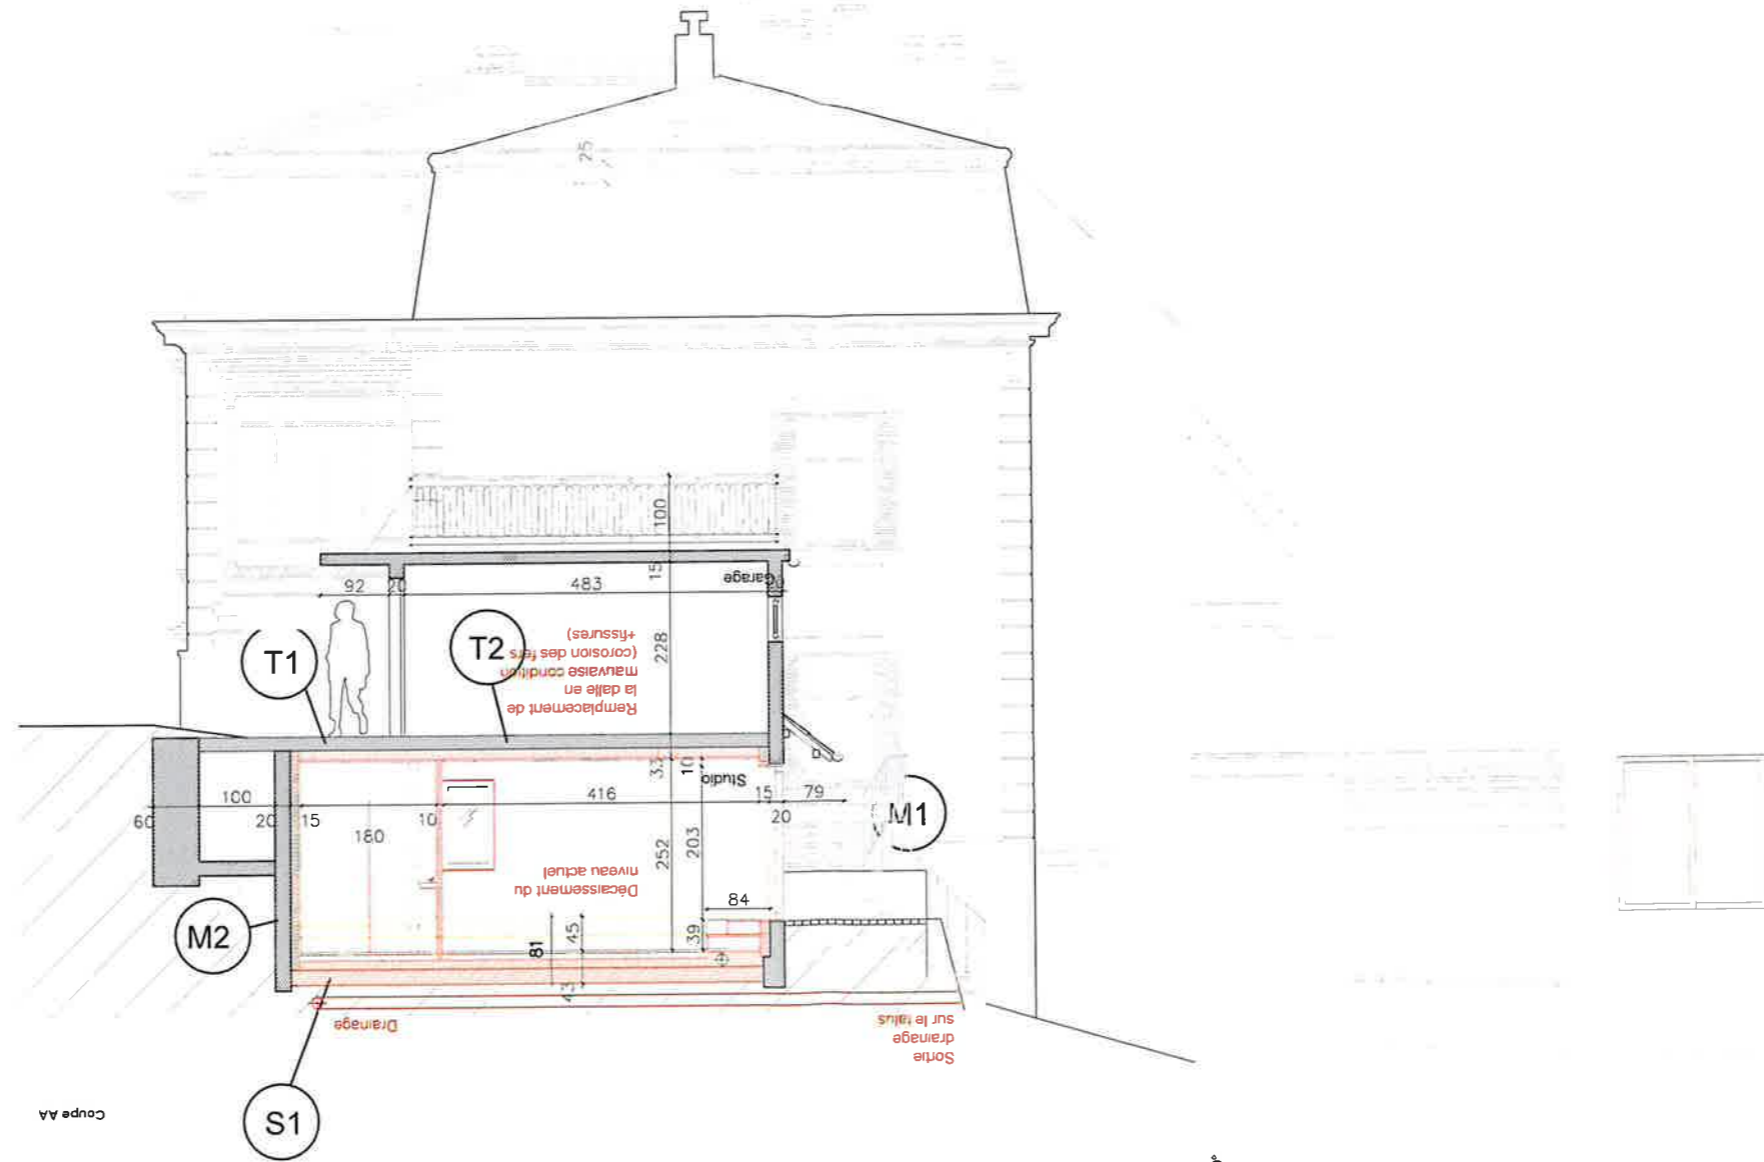 25
100
15
Garage
92
20
483
T1
T2
228
Remplacement de
la dalle en
mauvaise condition
(corosion des fers
+fissures)
33
10
Studio
100
416
15
79
60
20
15
10
20
M1
180
252
203
Décaissement du
niveau actuel
84
M2
81
45
39
43
Drainage
Sortie
drainage
sur le talus
S1
Coupe AA